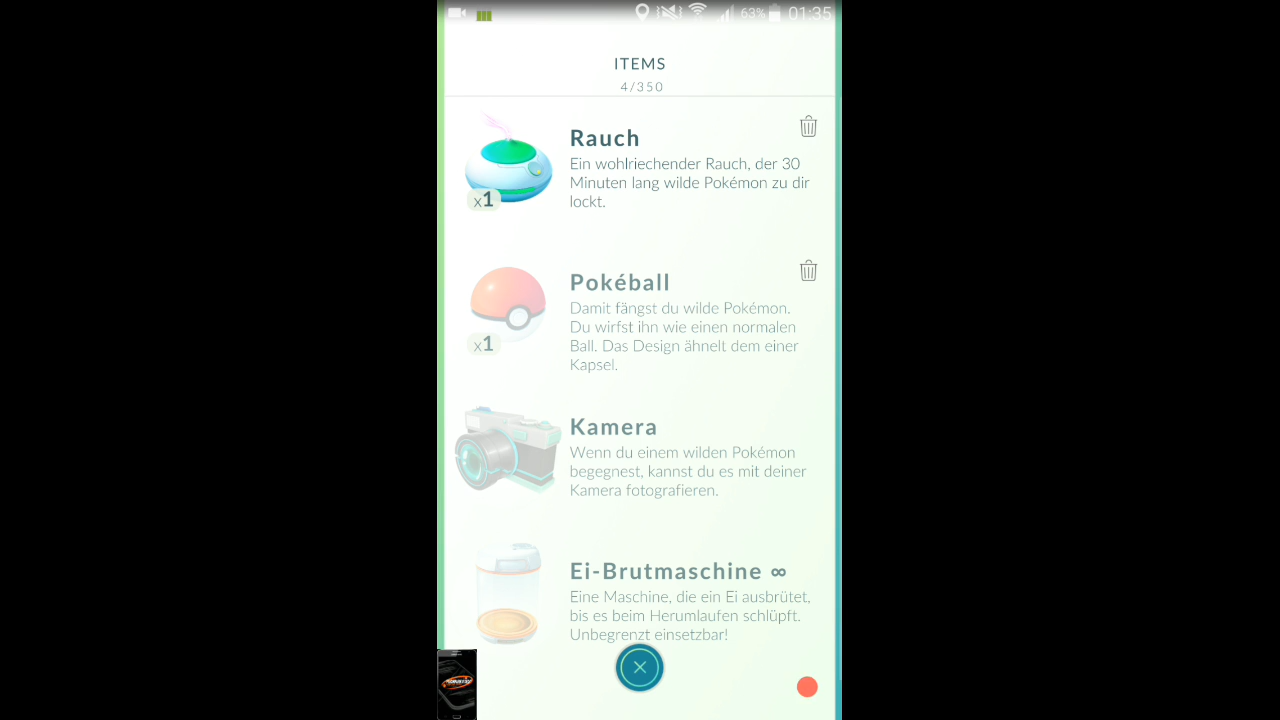 63% 01:35
ITEMS
4/350
Rauch
Ein wohlriechender Rauch, der 30
Minuten lang wilde Pokémon zu dir
lockt.
x1
Pokéball
Damit fängst du wilde Pokémon.
Du wirfst ihn wie einen normalen
Ball. Das Design ähnelt dem einer
Kapsel.
x1
Kamera
Wenn du einem wilden Pokémon
begegnest, kannst du es mit deiner
Kamera fotografieren.
Ei-Brutmaschine ∞
Eine Maschine, die ein Ei ausbrütet,
bis es beim Herumlaufen schlüpft.
Unbegrenzt einsetzbar!